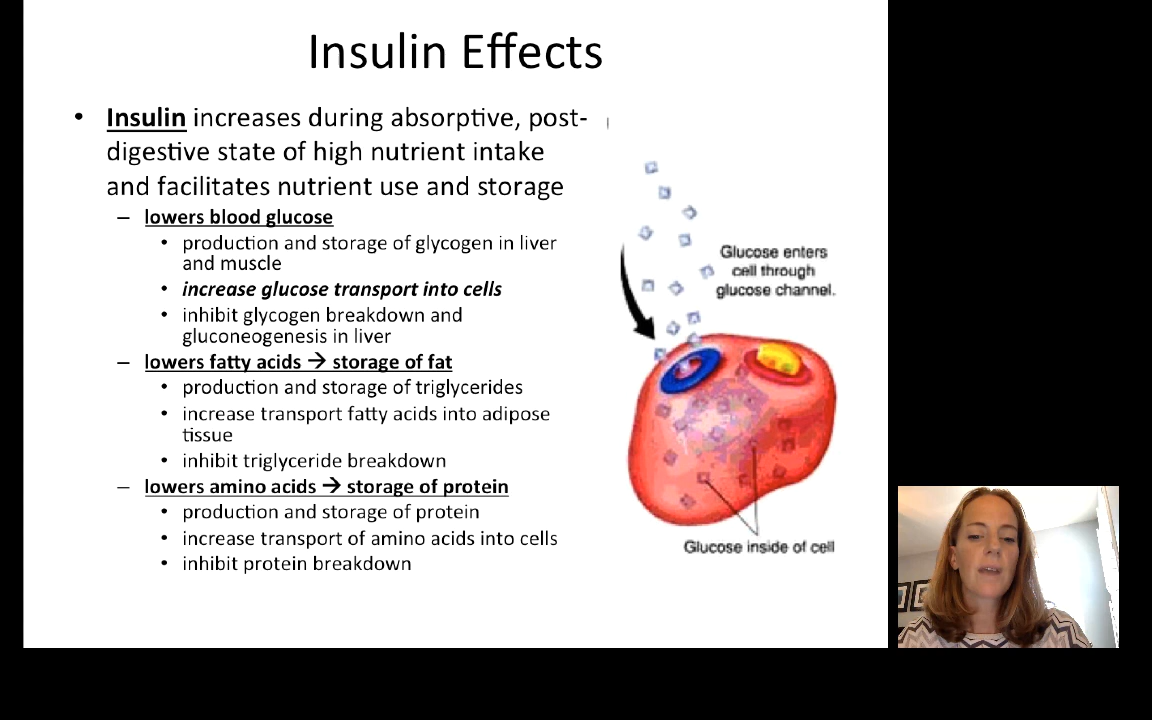 Insulin Effects
• Insulin increases during absorptive, post-
digestive state of high nutrient intake
and facilitates nutrient use and storage
– lowers blood glucose
• production and storage of glycogen in liver
and muscle
• increase glucose transport into cells
• inhibit glycogen breakdown and
gluconeogenesis in liver
– lowers fatty acids → storage of fat
• production and storage of triglycerides
• increase transport fatty acids into adipose
tissue
• inhibit triglyceride breakdown
– lowers amino acids → storage of protein
• production and storage of protein
• increase transport of amino acids into cells
• inhibit protein breakdown
Glucose enters
cell through
glucose channel.
Glucose inside of cell